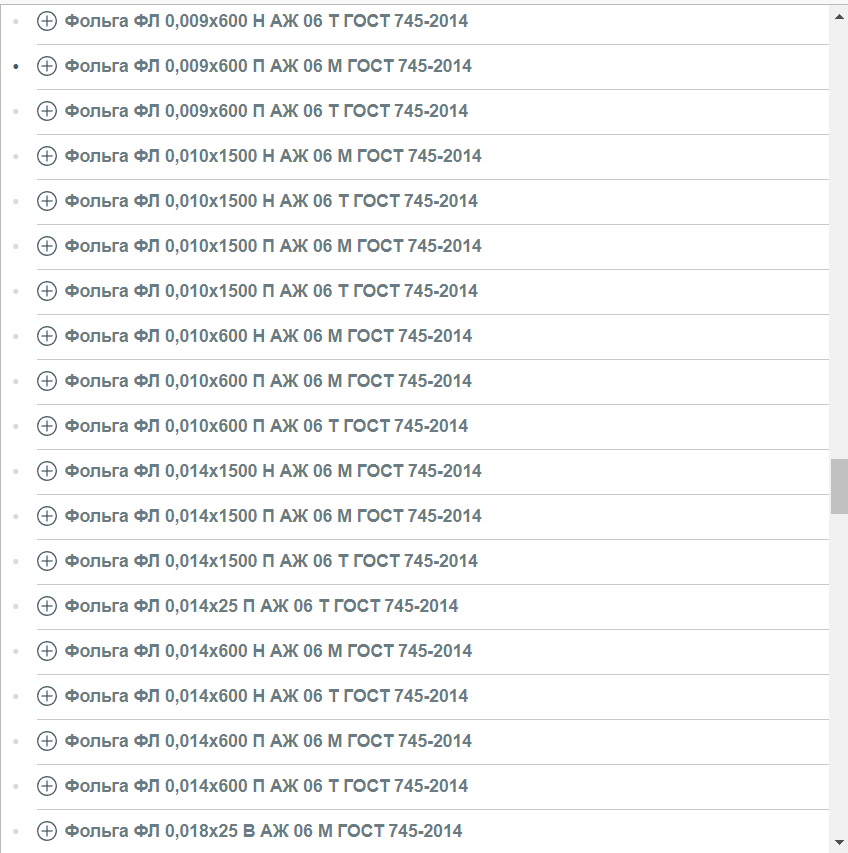 Фольга ФЛ 0,009х600 Н АЖ 06 Т ГОСТ 745-2014
Фольга ФЛ 0,009х600 П АЖ 06 М ГОСТ 745-2014
Фольга ФЛ 0,009х600 П АЖ 06 Т ГОСТ 745-2014
Фольга ФЛ 0,010х1500 Н АЖ 06 М ГОСТ 745-2014
Фольга ФЛ 0,010х1500 Н АЖ 06 Т ГОСТ 745-2014
Фольга ФЛ 0,010х1500 П АЖ 06 М ГОСТ 745-2014
Фольга ФЛ 0,010х1500 П АЖ 06 Т ГОСТ 745-2014
Фольга ФЛ 0,010х600 Н АЖ 06 М ГОСТ 745-2014
Фольга ФЛ 0,010х600 П АЖ 06 М ГОСТ 745-2014
Фольга ФЛ 0,010х600 П АЖ 06 Т ГОСТ 745-2014
Фольга ФЛ 0,014х1500 Н АЖ 06 М ГОСТ 745-2014
Фольга ФЛ 0,014х1500 П АЖ 06 М ГОСТ 745-2014
Фольга ФЛ 0,014х1500 П АЖ 06 Т ГОСТ 745-2014
Фольга ФЛ 0,014х25 П АЖ 06 Т ГОСТ 745-2014
Фольга ФЛ 0,014х600 Н АЖ 06 М ГОСТ 745-2014
Фольга ФЛ 0,014х600 Н АЖ 06 Т ГОСТ 745-2014
Фольга ФЛ 0,014х600 П АЖ 06 М ГОСТ 745-2014
Фольга ФЛ 0,014х600 П АЖ 06 Т ГОСТ 745-2014
Фольга ФЛ 0,018х25 В АЖ 06 М ГОСТ 745-2014